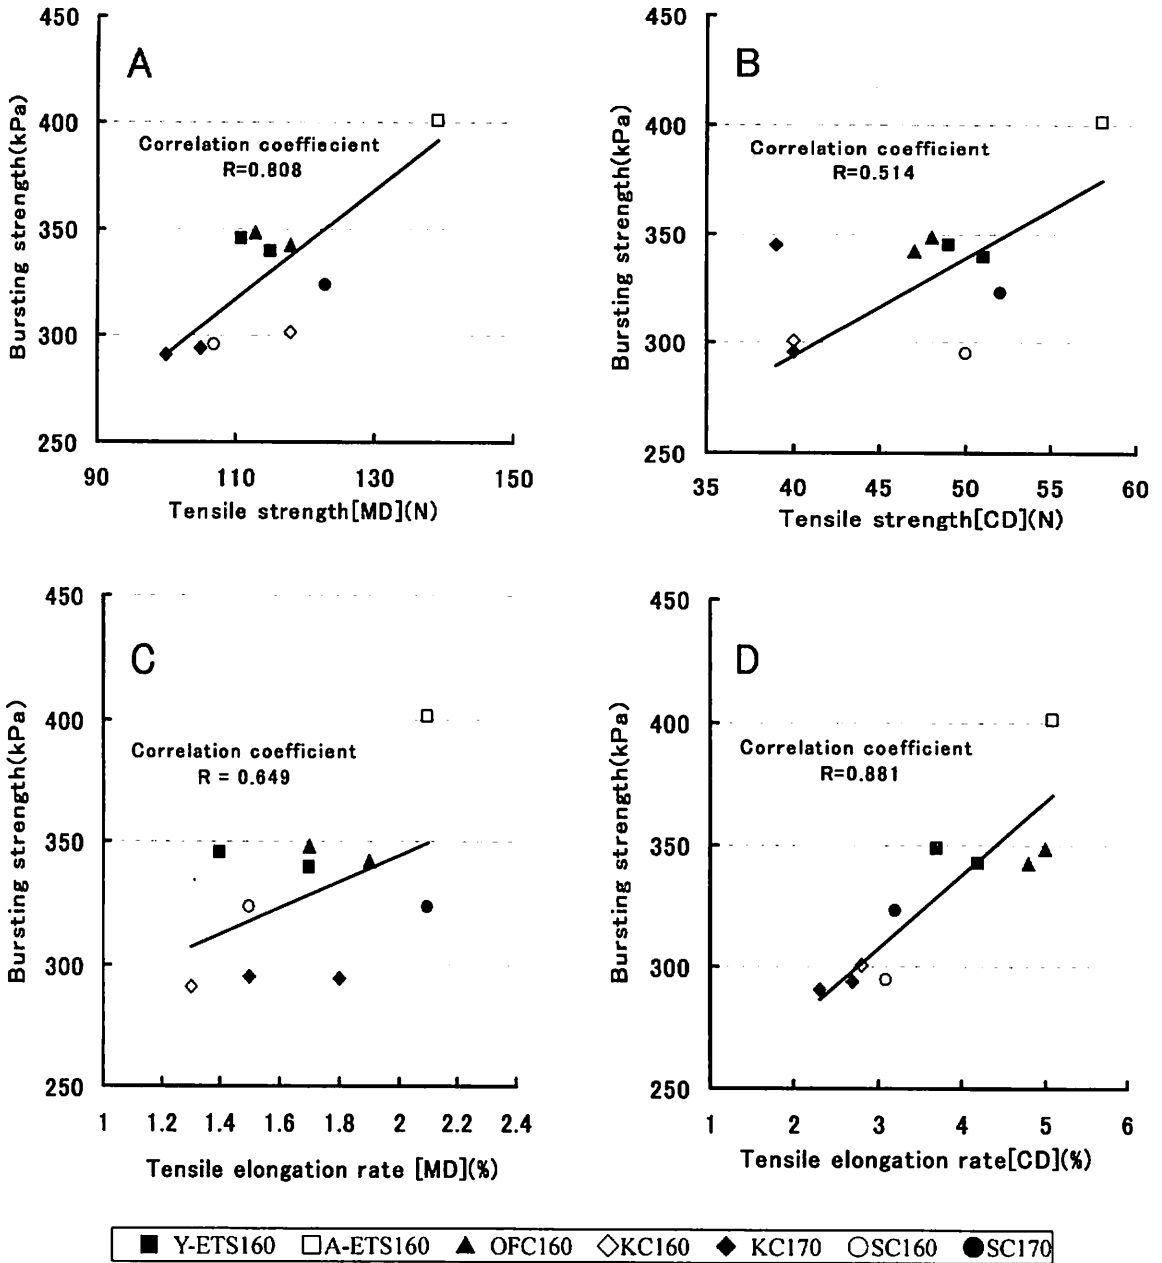 A
450
400
350
300
250
Bursting strength(kPa)
Correlation coeffiecient
R=0.808
90 110 130 150
Tensile strength[MD](N)
B
450
400
350
300
250
Bursting strength(kPa)
Correlation coefficient
R=0.514
35 40 45 50 55 60
Tensile strength[CD](N)
C
450
400
350
300
250
Bursting strength(kPa)
Correlation coefficient
R = 0.649
1 1.2 1.4 1.6 1.8 2 2.2 2.4
Tensile elongation rate [MD](%)
D
450
400
350
300
250
Bursting strength(kPa)
Correlation coefficient
R=0.881
1 2 3 4 5 6
Tensile elongation rate[CD](%)
Y-ETS160 A-ETS160 OFC160 KC160 KC170 SC160 SC170